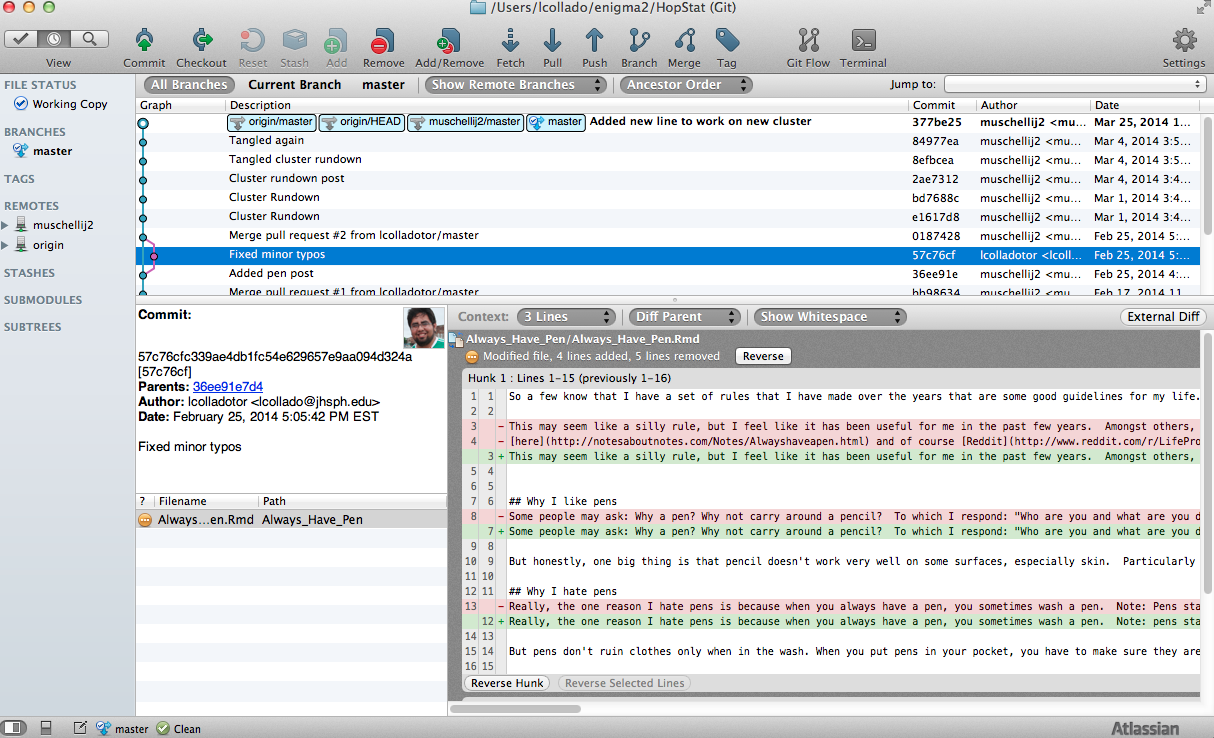 /Users/lcollado/enigma2/HopStat (Git)
View Commit Checkout Reset Stash Add Remove Add/Remove Fetch Pull Push Branch Merge Tag Git Flow Terminal Settings
FILE STATUS
Working Copy
BRANCHES
master
TAGS
REMOTES
muschellij2
origin
STASHES
SUBMODULES
SUBTREES
All Branches Current Branch master Show Remote Branches Ancestor Order Jump to:
Graph Description Commit Author Date
origin/master origin/HEAD muschellij2/master master Added new line to work on new cluster 377be25 muschellij2 <mu... Mar 25, 2014 1...
Tangled again 84977ea muschellij2 <mu... Mar 4, 2014 3:5...
Tangled cluster rundown 8efbcea muschellij2 <mu... Mar 4, 2014 3:5...
Cluster rundown post 2ae7312 muschellij2 <mu... Mar 4, 2014 3:4...
Cluster Rundown bd7688c muschellij2 <mu... Mar 4, 2014 3:4...
Cluster Rundown e1617d8 muschellij2 <mu... Mar 4, 2014 3:4...
Merge pull request #2 from lcolladotor/master 0187428 muschellij2 <mu... Feb 25, 2014 5:...
Fixed minor typos 57c76cf lcolladotor <lcoll... Feb 25, 2014 5:...
Added pen post 36ee91e muschellij2 <mu... Feb 25, 2014 4:...
Merge pull request #1 from lcolladotor/master bb98634 muschellij2 <mu... Feb 17, 2014 11...
Commit:
57c76cfc339ae4db1fc54e629657e9aa094d324a
[57c76cf]
Parents: 36ee91e7d4
Author: lcolladotor <lcollado@jhsph.edu>
Date: February 25, 2014 5:05:42 PM EST
Fixed minor typos
? Filename Path
Always...en.Rmd Always_Have_Pen
Context: 3 Lines Diff Parent Show Whitespace External Diff
Always_Have_Pen/Always_Have_Pen.Rmd
Modified file, 4 lines added, 5 lines removed Reverse
Hunk 1 : Lines 1-15 (previously 1-16)
1 1 So a few know that I have a set of rules that I have made over the years that are some good guidelines for my life.
2 2
3 - This may seem like a silly rule, but I feel like it has been useful for me in the past few years. Amongst others,
4 - [here](http://notesaboutnotes.com/Notes/Alwayshaveapen.html) and of course [Reddit](http://www.reddit.com/r/LifePro
3 + This may seem like a silly rule, but I feel like it has been useful for me in the past few years. Amongst others,
5 4
6 5
7 6 ## Why I like pens
8 - Some people may ask: Why a pen? Why not carry around a pencil? To which I respond: "Who are you and what are you d
7 + Some people may ask: Why a pen? Why not carry around a pencil? To which I respond: "Who are you and what are you d
9 8
10 9 But honestly, one big thing is that pencil doesn't work very well on some surfaces, especially skin. Particularly
11 10
12 11 ## Why I hate pens
13 - Really, the one reason I hate pens is because when you always have a pen, you sometimes wash a pen. Note: Pens sta
12 + Really, the one reason I hate pens is because when you always have a pen, you sometimes wash a pen. Note: pens sta
14 13
15 14 But pens don't ruin clothes only when in the wash. When you put pens in your pocket, you have to make sure they are
16 15
Reverse Hunk Reverse Selected Lines
master Clean Atlassian